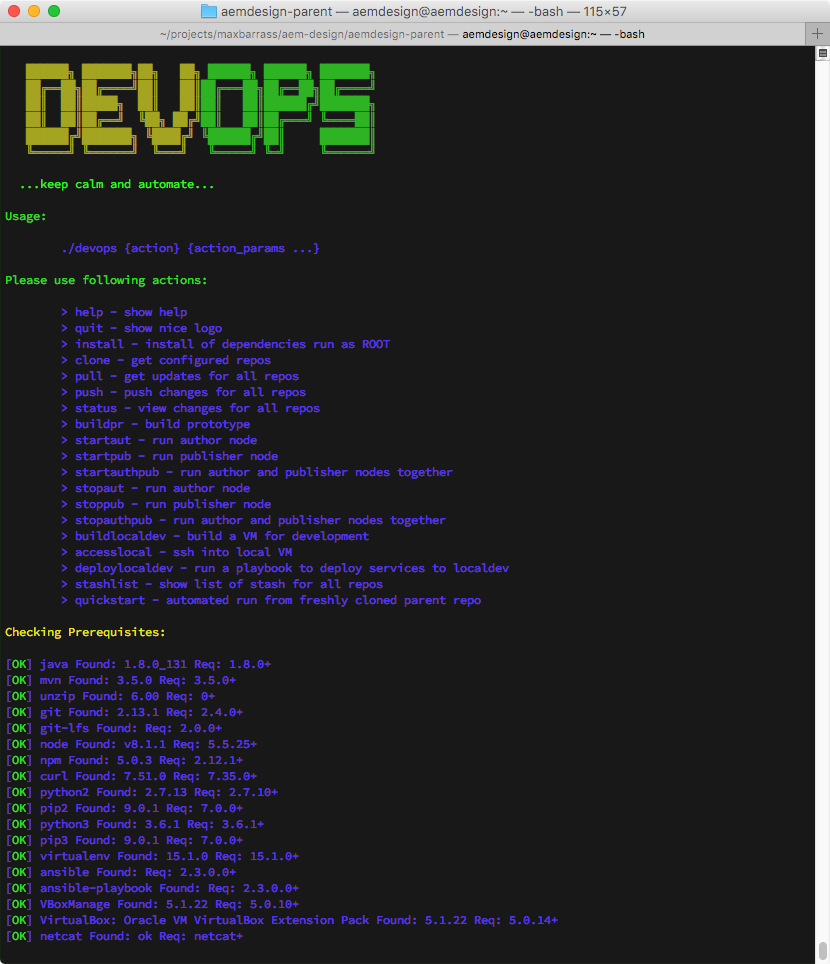 aemdesign-parent — aemdesign@aemdesign:~ — -bash — 115×57
~/projects/maxbarrass/aem-design/aemdesign-parent — aemdesign@aemdesign:~ — -bash
DEVOPS
...keep calm and automate...
Usage:
./devops {action} {action_params ...}
Please use following actions:
> help - show help
> quit - show nice logo
> install - install of dependencies run as ROOT
> clone - get configured repos
> pull - get updates for all repos
> push - push changes for all repos
> status - view changes for all repos
> buildpr - build prototype
> startaut - run author node
> startpub - run publisher node
> startauthpub - run author and publisher nodes together
> stopaut - run author node
> stoppub - run publisher node
> stopauthpub - run author and publisher nodes together
> buildlocaldev - build a VM for development
> accesslocal - ssh into local VM
> deploylocaldev - run a playbook to deploy services to localdev
> stashlist - show list of stash for all repos
> quickstart - automated run from freshly cloned parent repo
Checking Prerequisites:
[OK] java Found: 1.8.0_131 Req: 1.8.0+
[OK] mvn Found: 3.5.0 Req: 3.5.0+
[OK] unzip Found: 6.00 Req: 0+
[OK] git Found: 2.13.1 Req: 2.4.0+
[OK] git-lfs Found: Req: 2.0.0+
[OK] node Found: v8.1.1 Req: 5.5.25+
[OK] npm Found: 5.0.3 Req: 2.12.1+
[OK] curl Found: 7.51.0 Req: 7.35.0+
[OK] python2 Found: 2.7.13 Req: 2.7.10+
[OK] pip2 Found: 9.0.1 Req: 7.0.0+
[OK] python3 Found: 3.6.1 Req: 3.6.1+
[OK] pip3 Found: 9.0.1 Req: 7.0.0+
[OK] virtualenv Found: 15.1.0 Req: 15.1.0+
[OK] ansible Found: Req: 2.3.0.0+
[OK] ansible-playbook Found: Req: 2.3.0.0+
[OK] VBoxManage Found: 5.1.22 Req: 5.0.10+
[OK] VirtualBox: Oracle VM VirtualBox Extension Pack Found: 5.1.22 Req: 5.0.14+
[OK] netcat Found: ok Req: netcat+